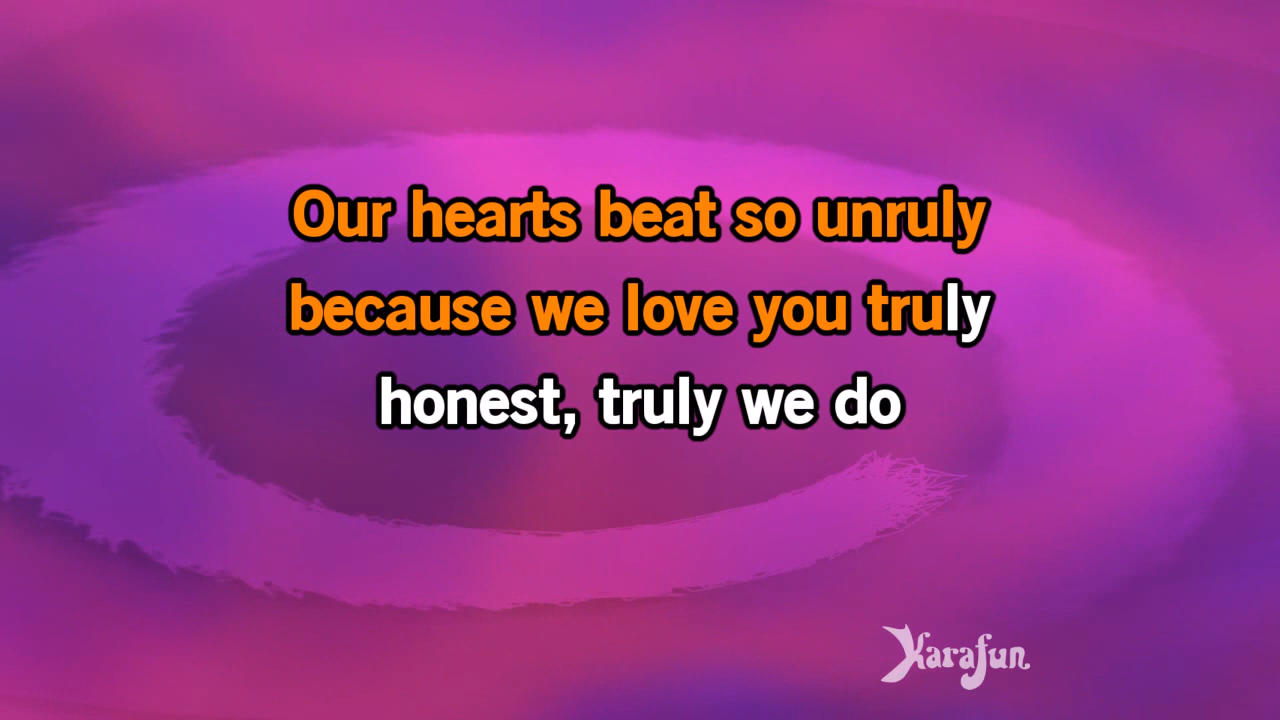 Our hearts beat so unruly
because we love you truly
honest, truly we do
Karafun